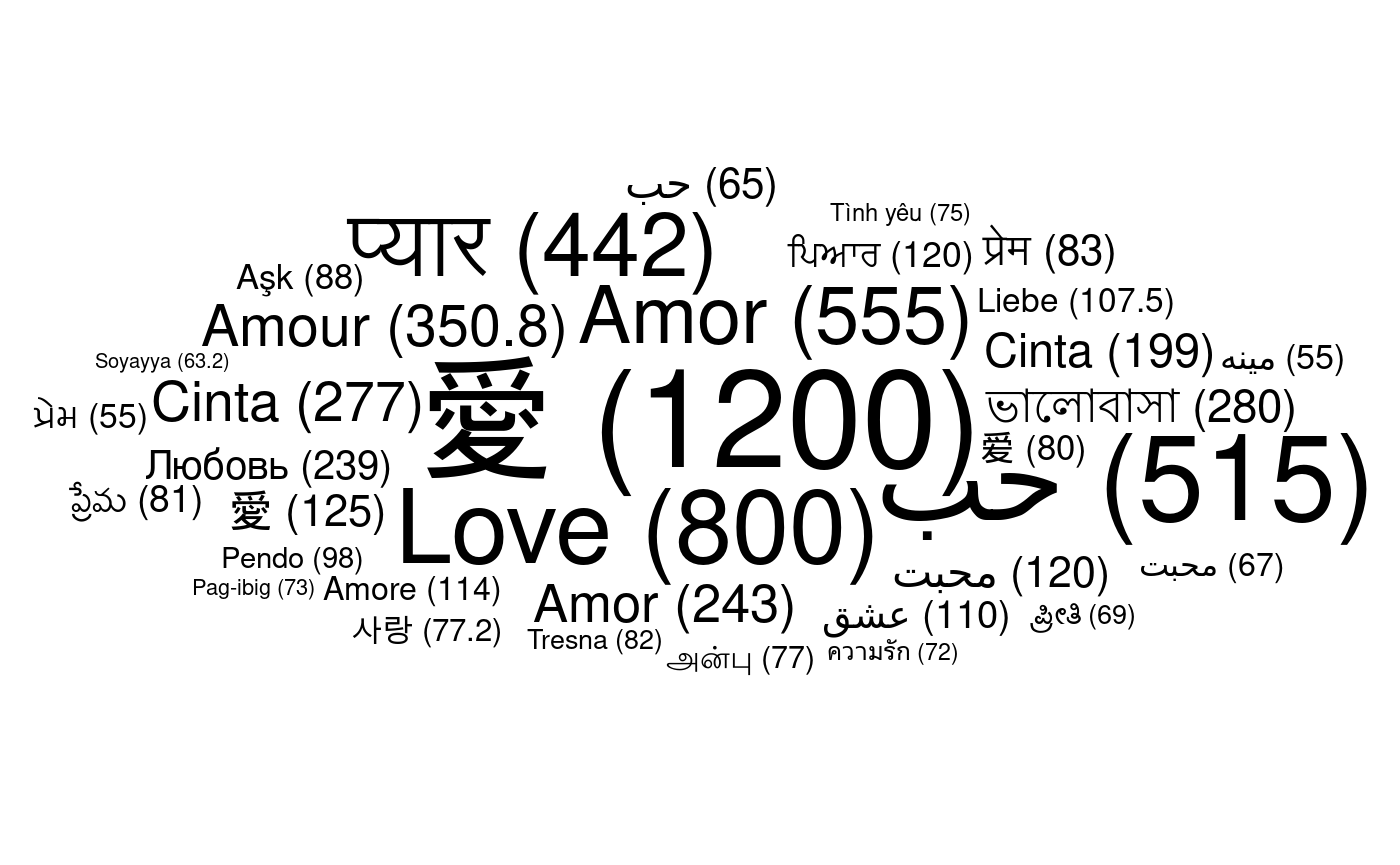 حب (65)
Tình yêu (75)
प्यार (442)
ਪਿਆਰ (120)
प्रेम (83)
Aşk (88)
Amour (350.8)
Amor (555)
Liebe (107.5)
Soyayya (63.2)
Cinta (199)
مينه (55)
પ્રેમ (55)
Cinta (277)
愛 (1200)
ভালোবাসা (280)
爱 (80)
Любовь (239)
حب (515)
ప్రేమ (81)
愛 (125)
Love (800)
Pendo (98)
محبت (120)
محبت (67)
Pag-ibig (73)
Amore (114)
Amor (243)
عشق (110)
ಪ್ರೀತಿ (69)
사랑 (77.2)
Tresna (82)
அன்பு (77)
ความรัก (72)